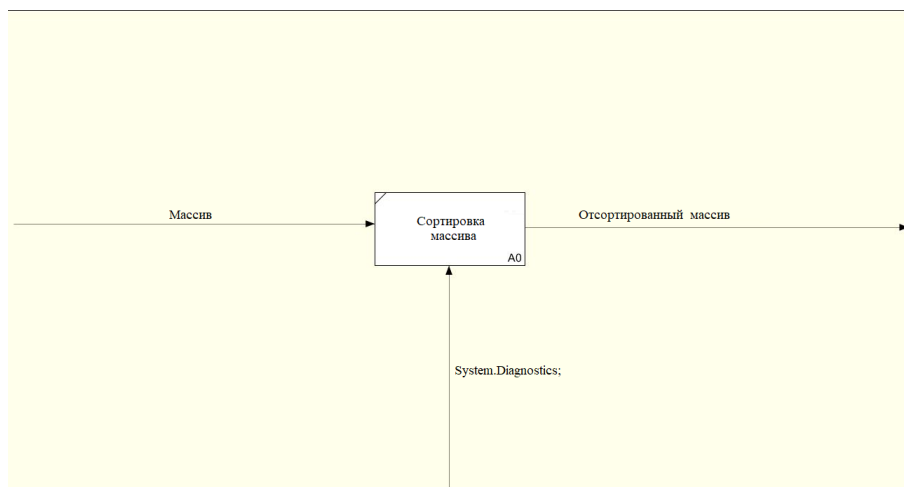 Массив
Сортировка
массива
A0
Отсортированный массив
System.Diagnostics;